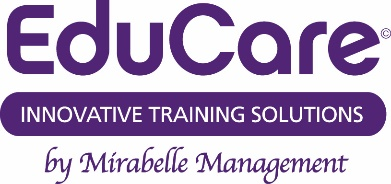 EduCare©
INNOVATIVE TRAINING SOLUTIONS
by Mirabelle Management